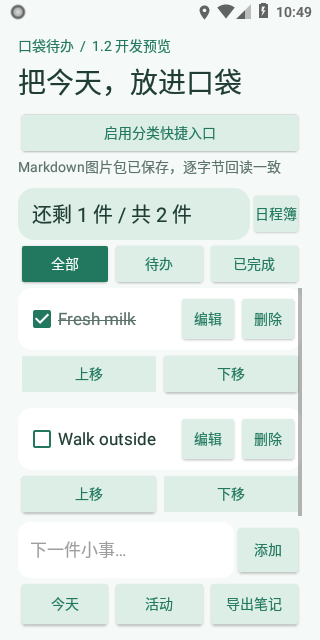 10:49
口袋待办 / 1.2 开发预览
把今天，放进口袋
启用分类快捷入口
Markdown图片包已保存，逐字节回读一致
还剩 1 件 / 共 2 件
日程簿
全部 待办 已完成
Fresh milk 编辑 删除
上移 下移
Walk outside 编辑 删除
上移 下移
下一件小事… 添加
今天 活动 导出笔记